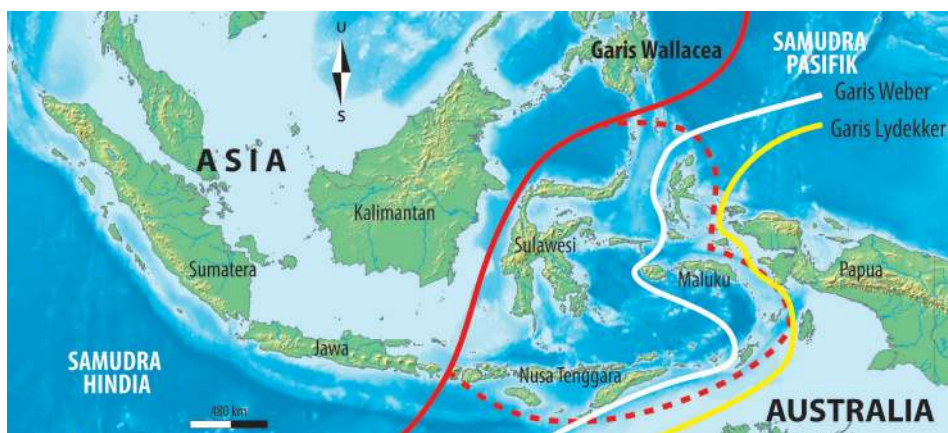 U
S
Garis Wallacea
SAMUDRA
PASIFIK
Garis Weber
Garis Lydekker
ASIA
Kalimantan
Sulawesi
Sumatera
Maluku
Papua
Jawa
Nusa Tenggara
SAMUDRA
HINDIA
480 km
AUSTRALIA